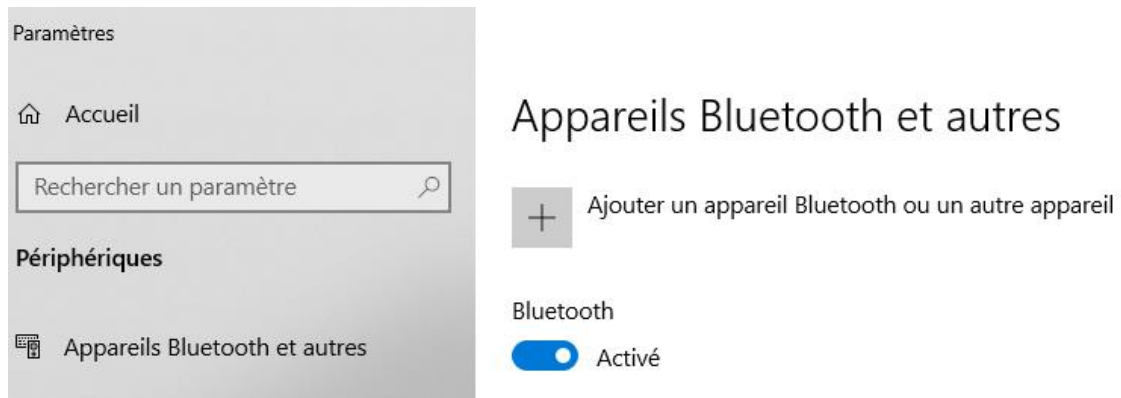 Paramètres
Accueil
Rechercher un paramètre
Périphériques
Appareils Bluetooth et autres
Appareils Bluetooth et autres
Ajouter un appareil Bluetooth ou un autre appareil
Bluetooth
Activé